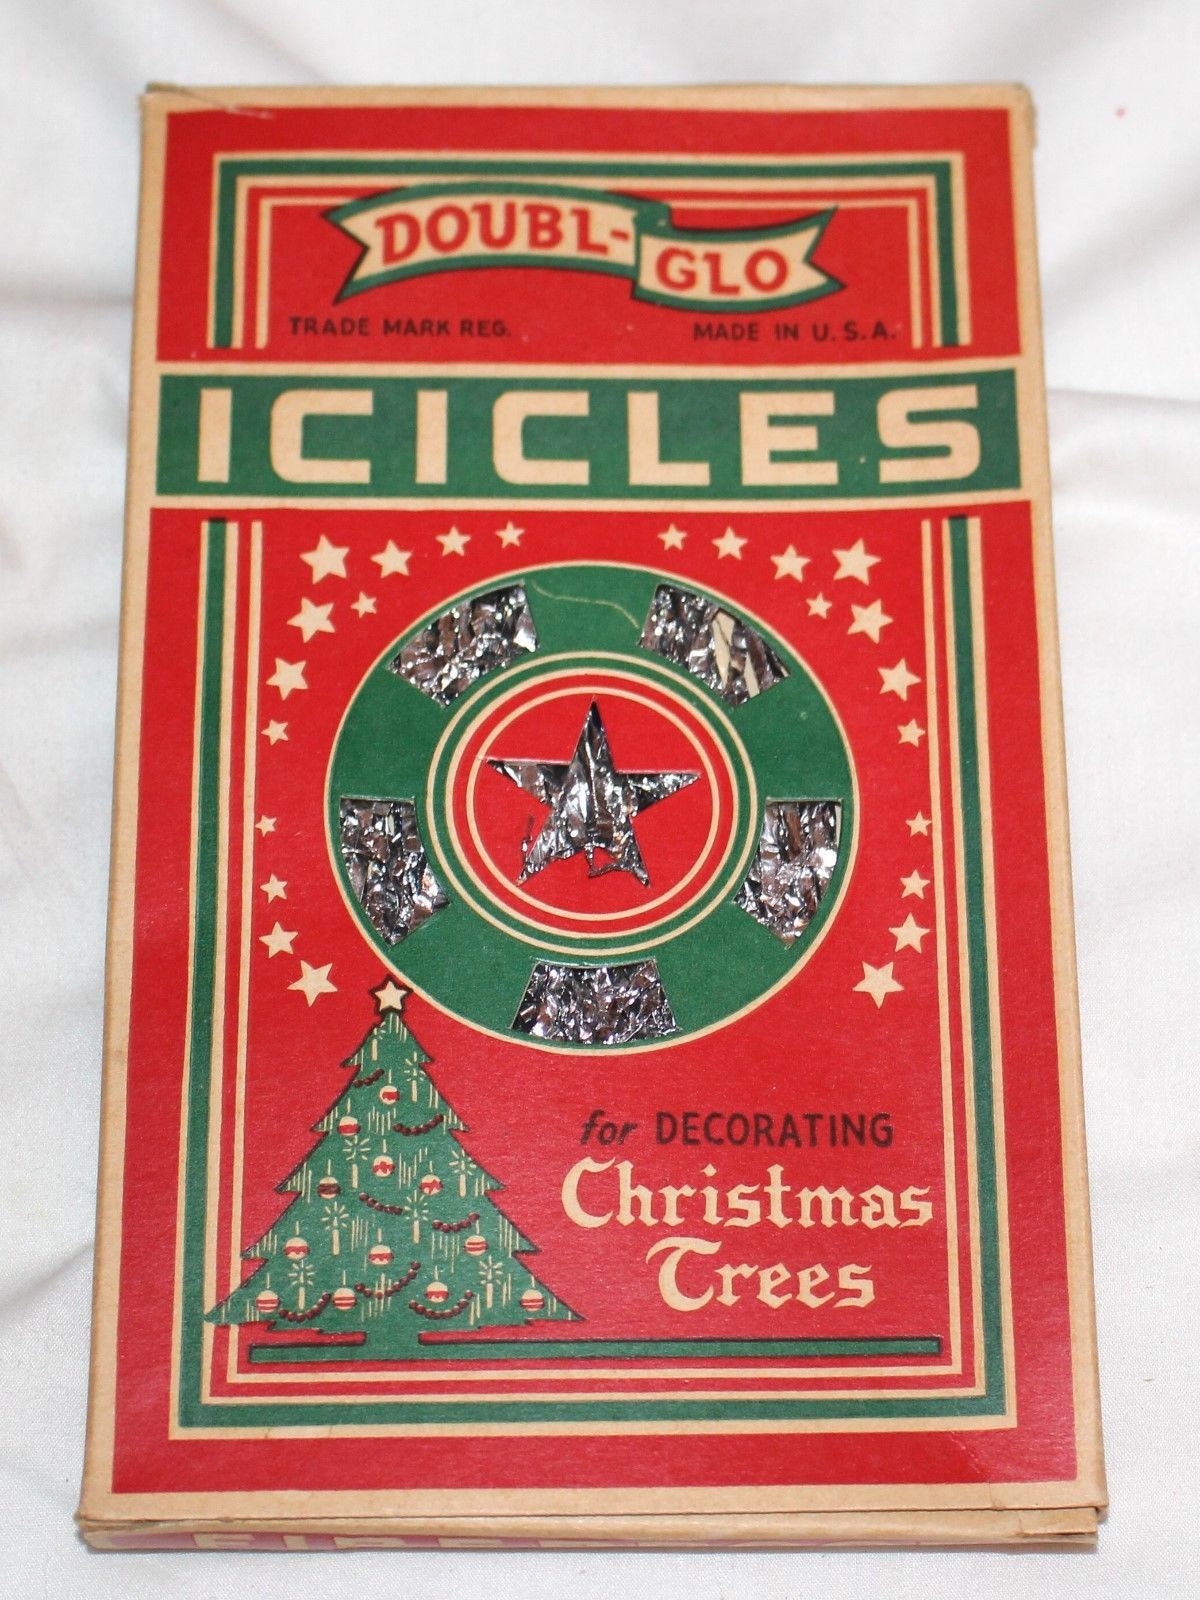 DOUBL-GLO
TRADE MARK REG. MADE IN U.S.A.
ICICLES
for DECORATING
Christmas
Trees